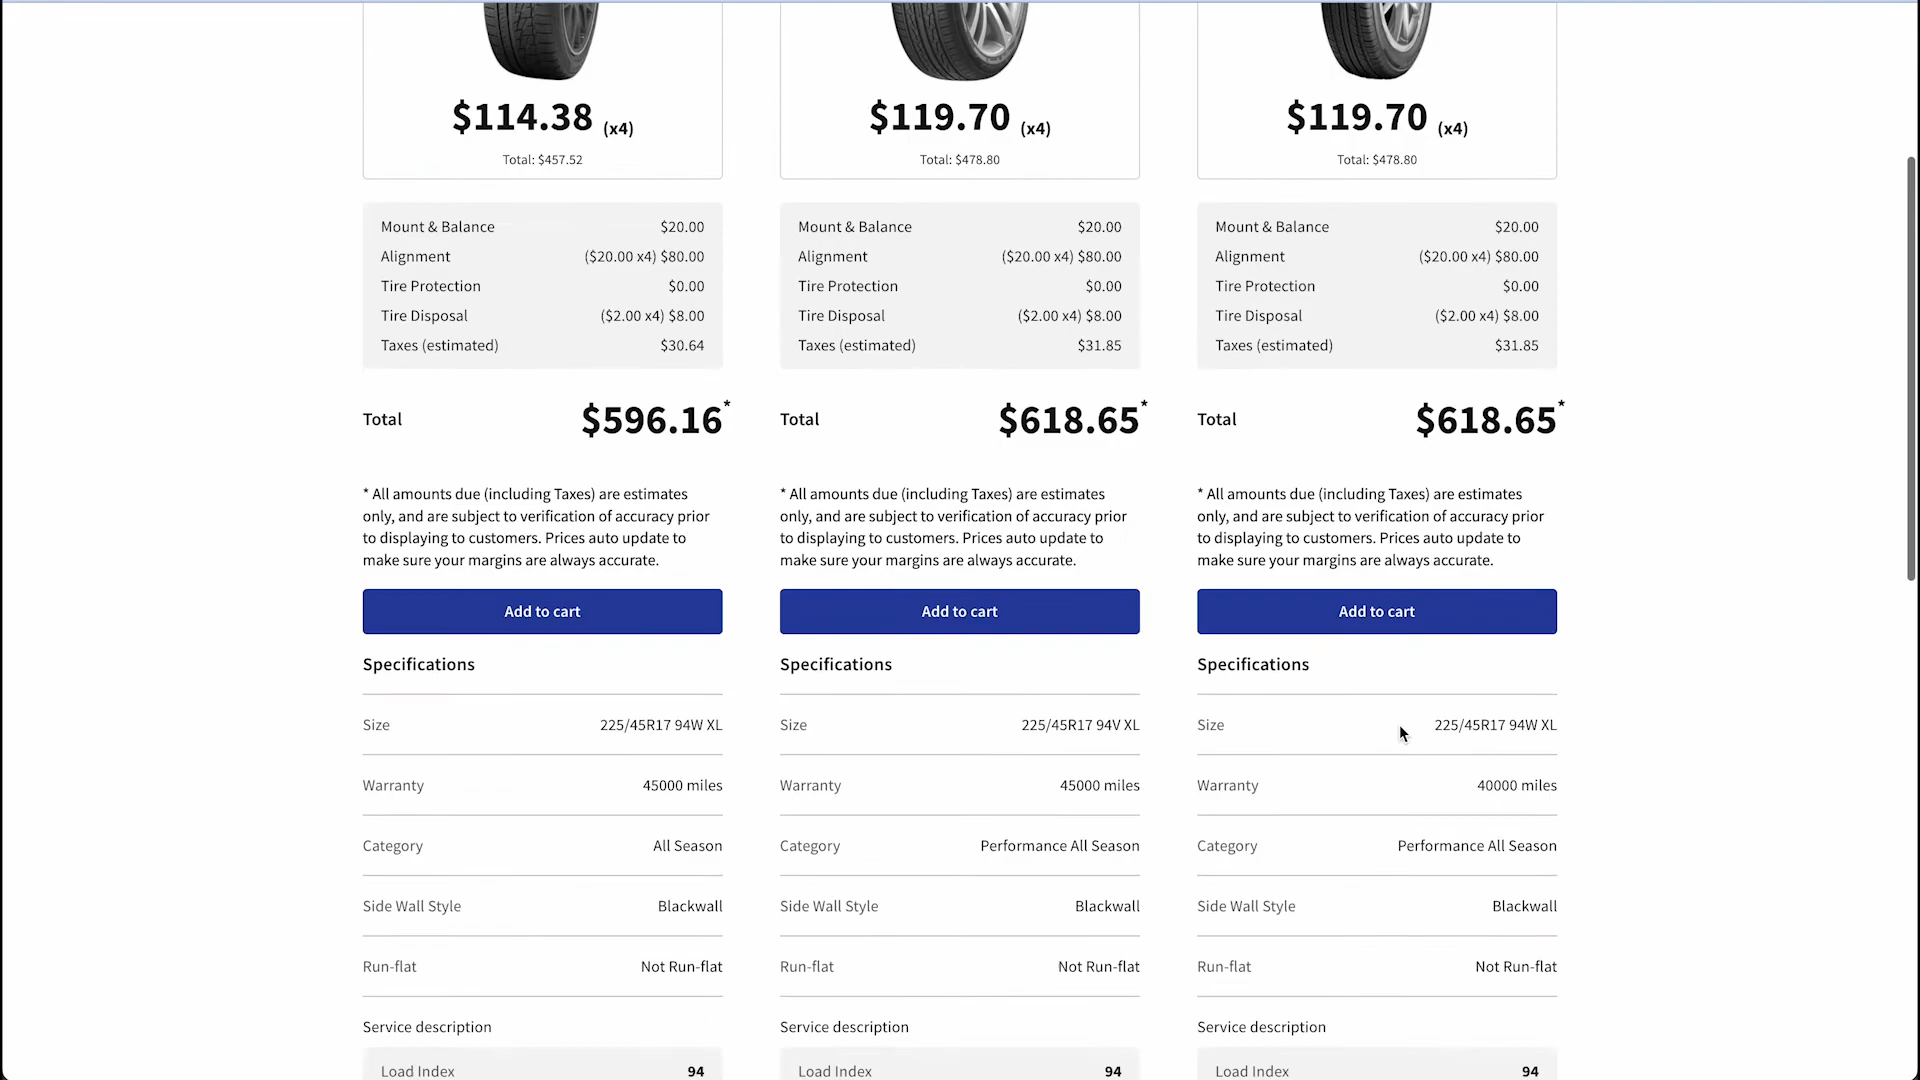 $114.38 (x4)
Total: $457.52
Mount & Balance $20.00
Alignment ($20.00 x4) $80.00
Tire Protection $0.00
Tire Disposal ($2.00 x4) $8.00
Taxes (estimated) $30.64
Total $596.16*
* All amounts due (including Taxes) are estimates
only, and are subject to verification of accuracy prior
to displaying to customers. Prices auto update to
make sure your margins are always accurate.
Add to cart
Specifications
Size 225/45R17 94W XL
Warranty 45000 miles
Category All Season
Side Wall Style Blackwall
Run-flat Not Run-flat
Service description
Load Index 94
$119.70 (x4)
Total: $478.80
Mount & Balance $20.00
Alignment ($20.00 x4) $80.00
Tire Protection $0.00
Tire Disposal ($2.00 x4) $8.00
Taxes (estimated) $31.85
Total $618.65*
* All amounts due (including Taxes) are estimates
only, and are subject to verification of accuracy prior
to displaying to customers. Prices auto update to
make sure your margins are always accurate.
Add to cart
Specifications
Size 225/45R17 94V XL
Warranty 45000 miles
Category Performance All Season
Side Wall Style Blackwall
Run-flat Not Run-flat
Service description
Load Index 94
$119.70 (x4)
Total: $478.80
Mount & Balance $20.00
Alignment ($20.00 x4) $80.00
Tire Protection $0.00
Tire Disposal ($2.00 x4) $8.00
Taxes (estimated) $31.85
Total $618.65*
* All amounts due (including Taxes) are estimates
only, and are subject to verification of accuracy prior
to displaying to customers. Prices auto update to
make sure your margins are always accurate.
Add to cart
Specifications
Size 225/45R17 94W XL
Warranty 40000 miles
Category Performance All Season
Side Wall Style Blackwall
Run-flat Not Run-flat
Service description
Load Index 94